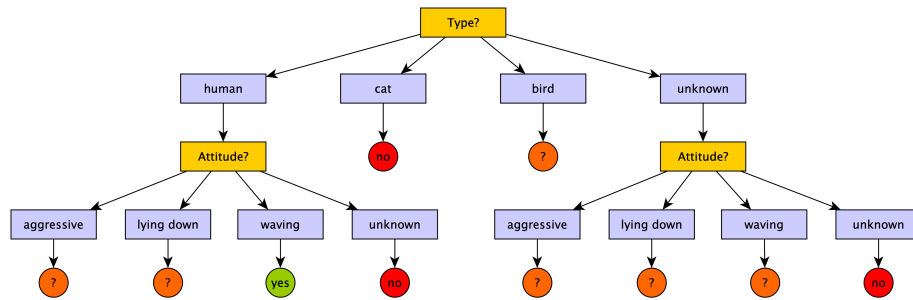 Type?
human
cat
bird
unknown
Attitude?
no
?
Attitude?
aggressive
lying down
waving
unknown
aggressive
lying down
waving
unknown
?
?
yes
no
?
?
?
no